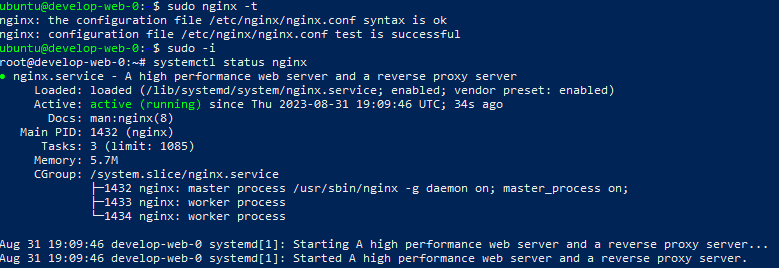 ubuntu@develop-web-0: $ sudo nginx -t
nginx: the configuration file /etc/nginx/nginx.conf syntax is ok
nginx: configuration file /etc/nginx/nginx.conf test is successful
ubuntu@develop-web-0: $ sudo -i
root@develop-web-0:~# systemctl status nginx
● nginx.service - A high performance web server and a reverse proxy server
Loaded: loaded (/lib/systemd/system/nginx.service; enabled; vendor preset: enabled)
Active: active (running) since Thu 2023-08-31 19:09:46 UTC; 34s ago
Docs: man:nginx(8)
Main PID: 1432 (nginx)
Tasks: 3 (limit: 1085)
Memory: 5.7M
CGroup: /system.slice/nginx.service
├─1432 nginx: master process /usr/sbin/nginx -g daemon on; master_process on;
├─1433 nginx: worker process
└─1434 nginx: worker process
Aug 31 19:09:46 develop-web-0 systemd[1]: Starting A high performance web server and a reverse proxy server...
Aug 31 19:09:46 develop-web-0 systemd[1]: Started A high performance web server and a reverse proxy server.